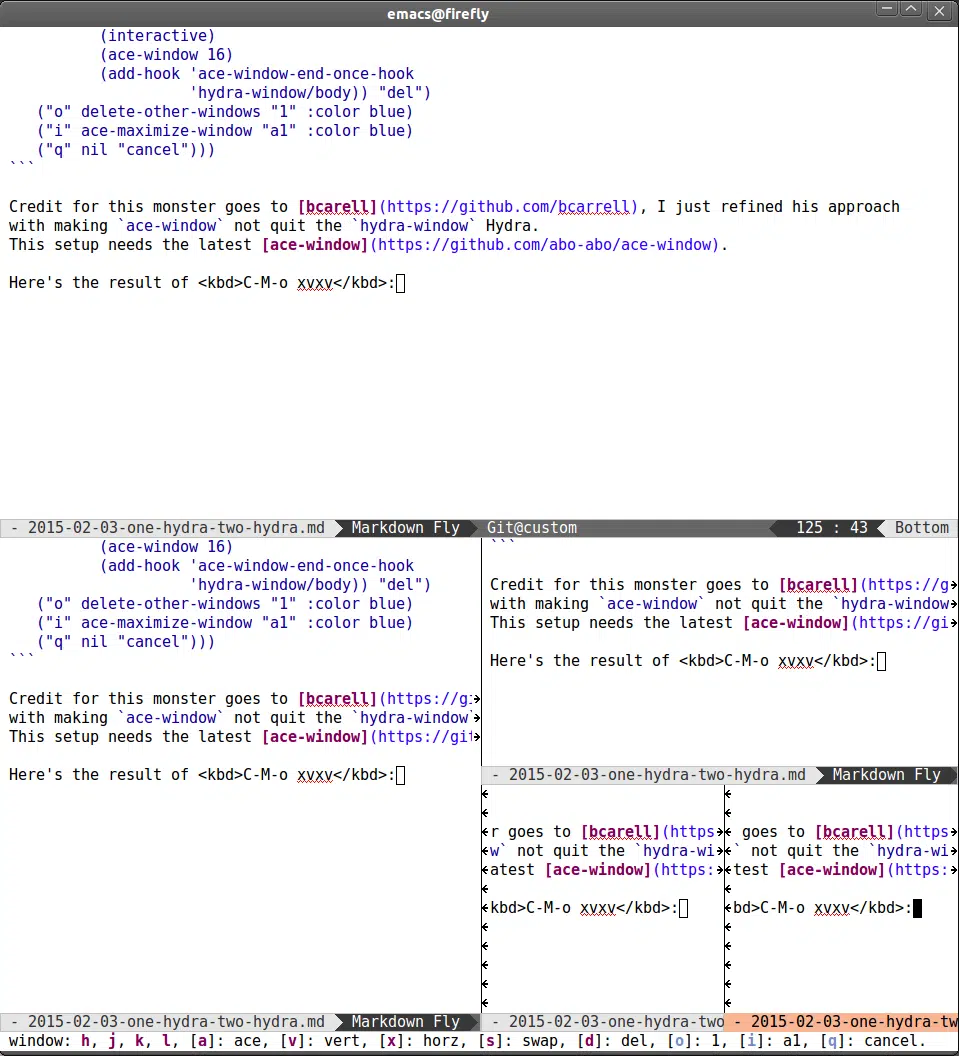 emacs@firefly
(interactive)
(ace-window 16)
(add-hook 'ace-window-end-once-hook
'hydra-window/body)) "del")
("o" delete-other-windows "1" :color blue)
("i" ace-maximize-window "a1" :color blue)
("q" nil "cancel")))
```
Credit for this monster goes to [bcarell](https://github.com/bcarrell), I just refined his approach
with making `ace-window` not quit the `hydra-window` Hydra.
This setup needs the latest [ace-window](https://github.com/abo-abo/ace-window).
Here's the result of <kbd>C-M-o xvxv</kbd>:
- 2015-02-03-one-hydra-two-hydra.md Markdown Fly Git@custom 125 : 43 Bottom
(ace-window 16)
(add-hook 'ace-window-end-once-hook
'hydra-window/body)) "del")
("o" delete-other-windows "1" :color blue)
("i" ace-maximize-window "a1" :color blue)
("q" nil "cancel")))
```
Credit for this monster goes to [bcarell](https://gi
with making `ace-window` not quit the `hydra-window`
This setup needs the latest [ace-window](https://git
Here's the result of <kbd>C-M-o xvxv</kbd>:
- 2015-02-03-one-hydra-two-hydra.md Markdown Fly
```
Credit for this monster goes to [bcarell](https://g
with making `ace-window` not quit the `hydra-window
This setup needs the latest [ace-window](https://gi
Here's the result of <kbd>C-M-o xvxv</kbd>:
- 2015-02-03-one-hydra-two-hydra.md Markdown Fly
r goes to [bcarell](https
w` not quit the `hydra-wi
atest [ace-window](https:
kbd>C-M-o xvxv</kbd>:
- 2015-02-03-one-hydra-two
goes to [bcarell](https
` not quit the `hydra-wi
test [ace-window](https:
bd>C-M-o xvxv</kbd>:
- 2015-02-03-one-hydra-tw
window: h, j, k, l, [a]: ace, [v]: vert, [x]: horz, [s]: swap, [d]: del, [o]: 1, [i]: a1, [q]: cancel.